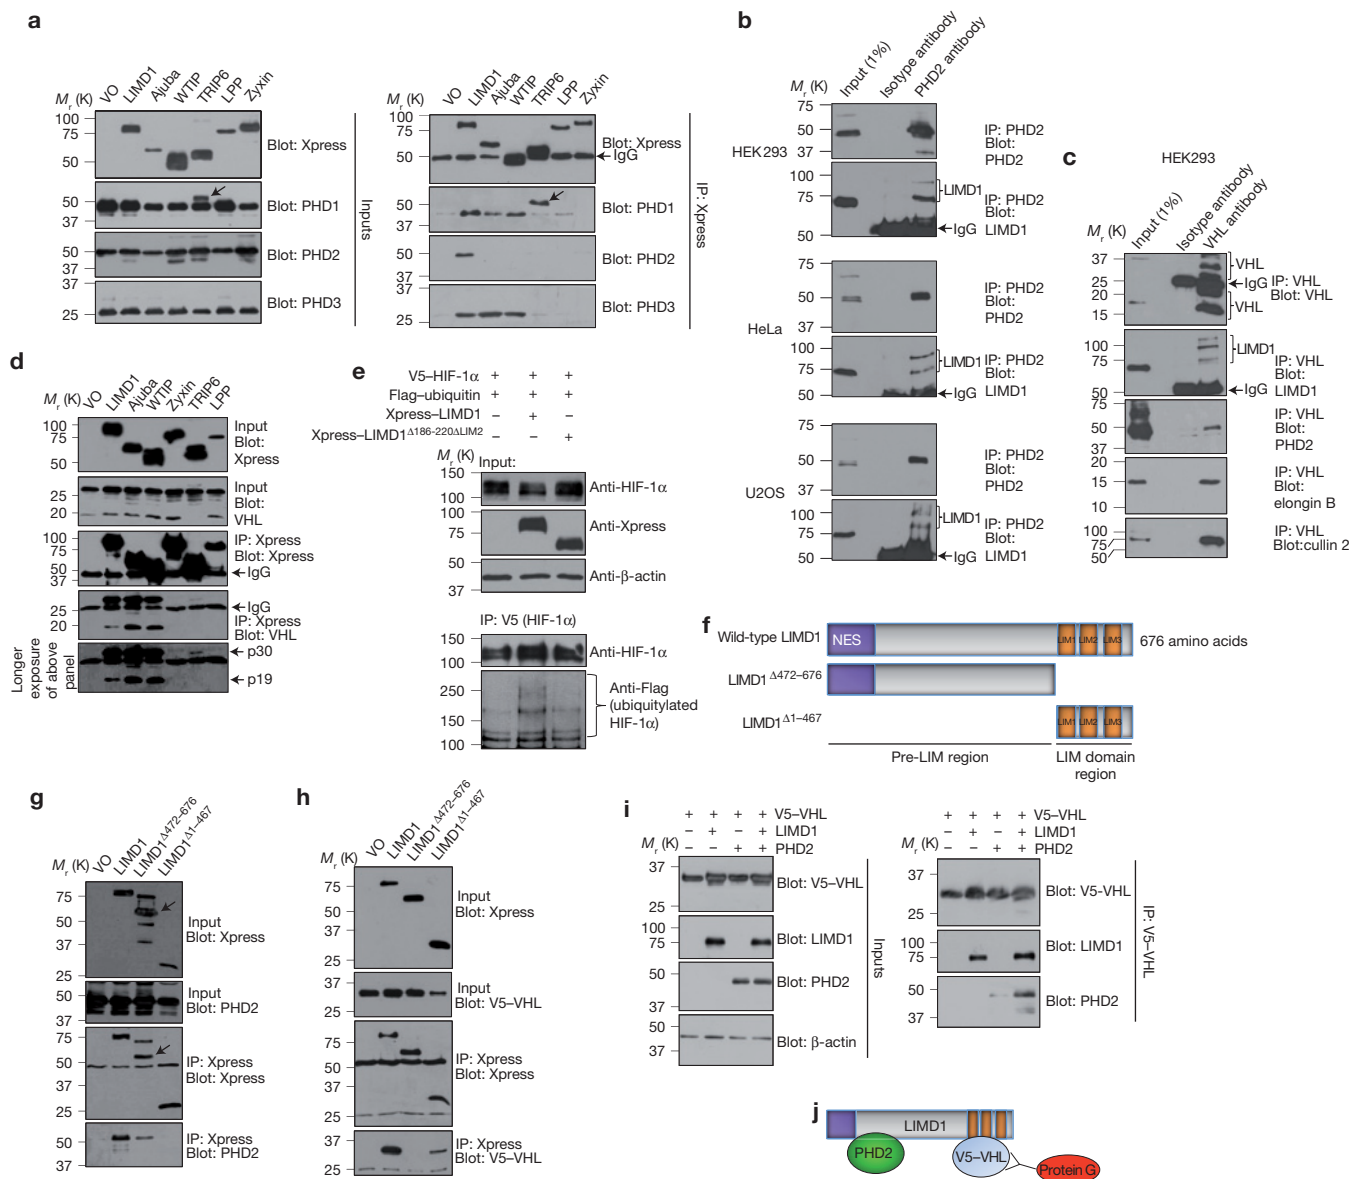 a
VO LIMD1 Ajuba WTIP TRIP6 LPP Zyxin
Mr (K)
100
75
50
Blot: Xpress
50
37
Blot: PHD1
50
37
Blot: PHD2
37
25
Blot: PHD3
Inputs
VO LIMD1 Ajuba WTIP TRIP6 LPP Zyxin
Mr (K)
100
75
50
Blot: Xpress
IgG
50
37
Blot: PHD1
50
37
Blot: PHD2
37
25
Blot: PHD3
IP: Xpress
b
Input (1%) Isotype antibody PHD2 antibody
Mr (K)
HEK293
75
50
37
IP: PHD2
Blot:
PHD2
100
75
50
LIMD1
IgG
IP: PHD2
Blot:
LIMD1
HeLa
75
50
37
IP: PHD2
Blot:
PHD2
100
75
50
LIMD1
IgG
IP: PHD2
Blot:
LIMD1
U2OS
75
50
37
IP: PHD2
Blot:
PHD2
100
75
50
LIMD1
IgG
IP: PHD2
Blot:
LIMD1
c
HEK293
Input (1%) Isotype antibody VHL antibody
Mr (K)
37
25
20
15
VHL
IgG
VHL
IP: VHL
Blot: VHL
100
75
50
LIMD1
IgG
IP: VHL
Blot:
LIMD1
75
50
37
IP: VHL
Blot:
PHD2
20
15
10
IP: VHL
Blot:
elongin B
100
75
50
IP: VHL
Blot:cullin 2
d
VO LIMD1 Ajuba WTIP Zyxin TRIP6 LPP
Mr (K)
100
75
50
Input
Blot:
Xpress
25
20
Input
Blot:
VHL
100
75
50
37
IP: Xpress
Blot: Xpress
IgG
25
20
IgG
IP: Xpress
Blot: VHL
Longer
exposure
of above
panel
p30
p19
e
V5–HIF-1α + + +
Flag–ubiquitin + + +
Xpress–LIMD1 – + –
Xpress–LIMD1Δ186-220ΔLIM2 – – +
Mr (K) Input:
150
100
Anti-HIF-1α
100
75
Anti-Xpress
50
37
Anti-β-actin
IP: V5 (HIF-1α)
150
100
Anti-HIF-1α
250
150
100
Anti-Flag
(ubiquitylated
HIF-1α)
f
Wild-type LIMD1
NES
LIM1 LIM2 LIM3
676 amino acids
LIMD1Δ472–676
LIMD1Δ1–467
LIM1 LIM2 LIM3
Pre-LIM region
LIM domain
region
g
VO LIMD1 LIMD1Δ472–676 LIMD1Δ1–467
Mr (K)
75
50
37
25
Input
Blot: Xpress
50
37
Input
Blot: PHD2
75
50
37
25
IP: Xpress
Blot: Xpress
50
37
IP: Xpress
Blot: PHD2
h
VO LIMD1 LIMD1Δ472–676 LIMD1Δ1–467
Mr (K)
75
50
37
25
Input
Blot: Xpress
37
25
Input
Blot: V5–VHL
75
50
37
25
IP: Xpress
Blot: Xpress
37
25
IP: Xpress
Blot: V5–VHL
i
+ + + + V5–VHL
– + – + LIMD1
– – + + PHD2
Mr (K)
37
25
Blot: V5–VHL
100
75
50
Blot: LIMD1
50
37
Blot: PHD2
50
37
Blot: β-actin
Inputs
+ + + + V5–VHL
– + – + LIMD1
– – + + PHD2
Mr (K)
37
25
Blot: V5-VHL
100
75
50
Blot: LIMD1
50
37
Blot: PHD2
IP: V5–VHL
j
LIMD1
PHD2
V5–VHL
Protein G